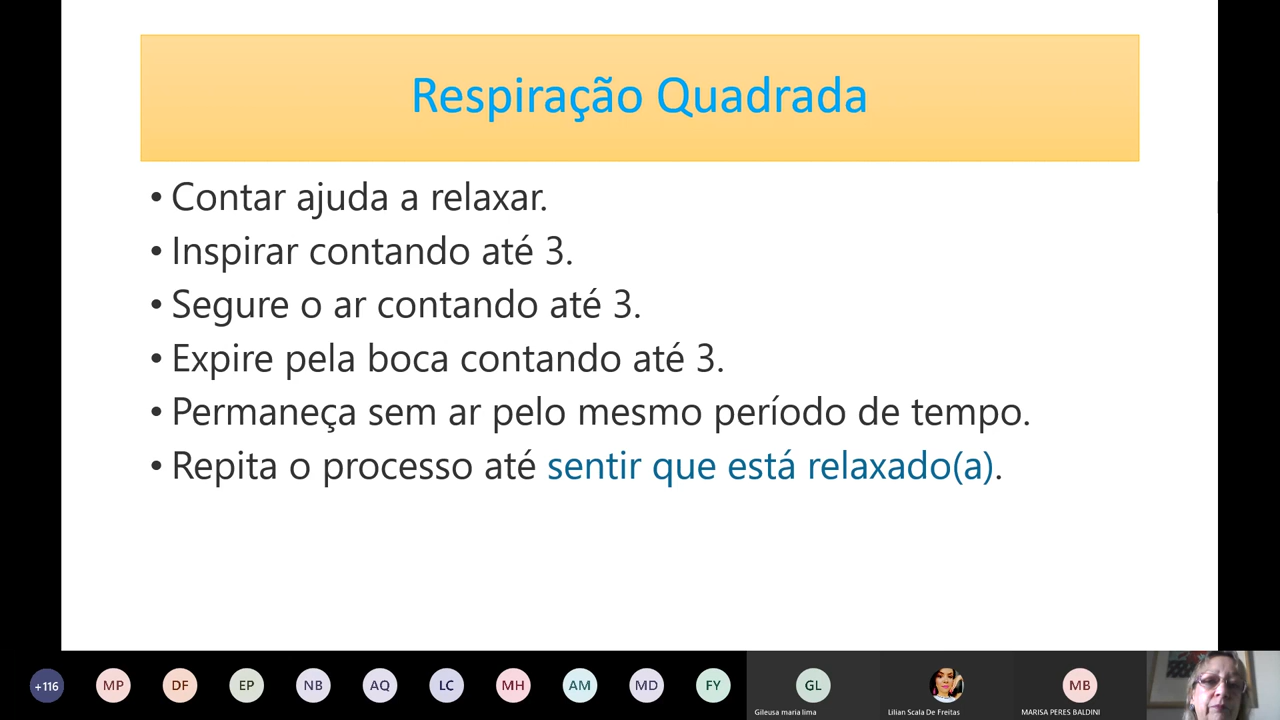 Respiração Quadrada
• Contar ajuda a relaxar.
• Inspirar contando até 3.
• Segure o ar contando até 3.
• Expire pela boca contando até 3.
• Permaneça sem ar pelo mesmo período de tempo.
• Repita o processo até sentir que está relaxado(a).
+116 MP DF EP NB AQ LC MH AM MD FY GL MB
Gileusa maria lima Lilian Scala De Freitas MARISA PERES BALDINI